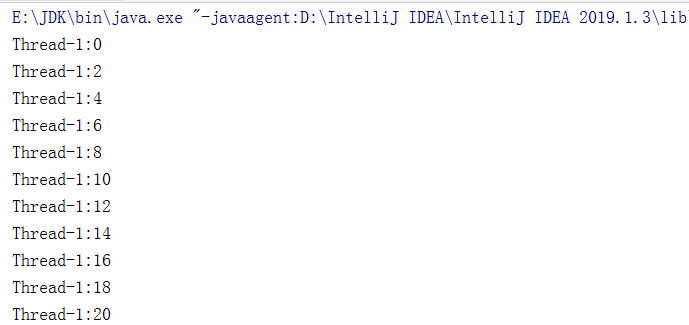 E:\JDK\bin\java.exe "-javaagent:D:\IntelliJ IDEA\IntelliJ IDEA 2019.1.3\lib
Thread-1:0
Thread-1:2
Thread-1:4
Thread-1:6
Thread-1:8
Thread-1:10
Thread-1:12
Thread-1:14
Thread-1:16
Thread-1:18
Thread-1:20